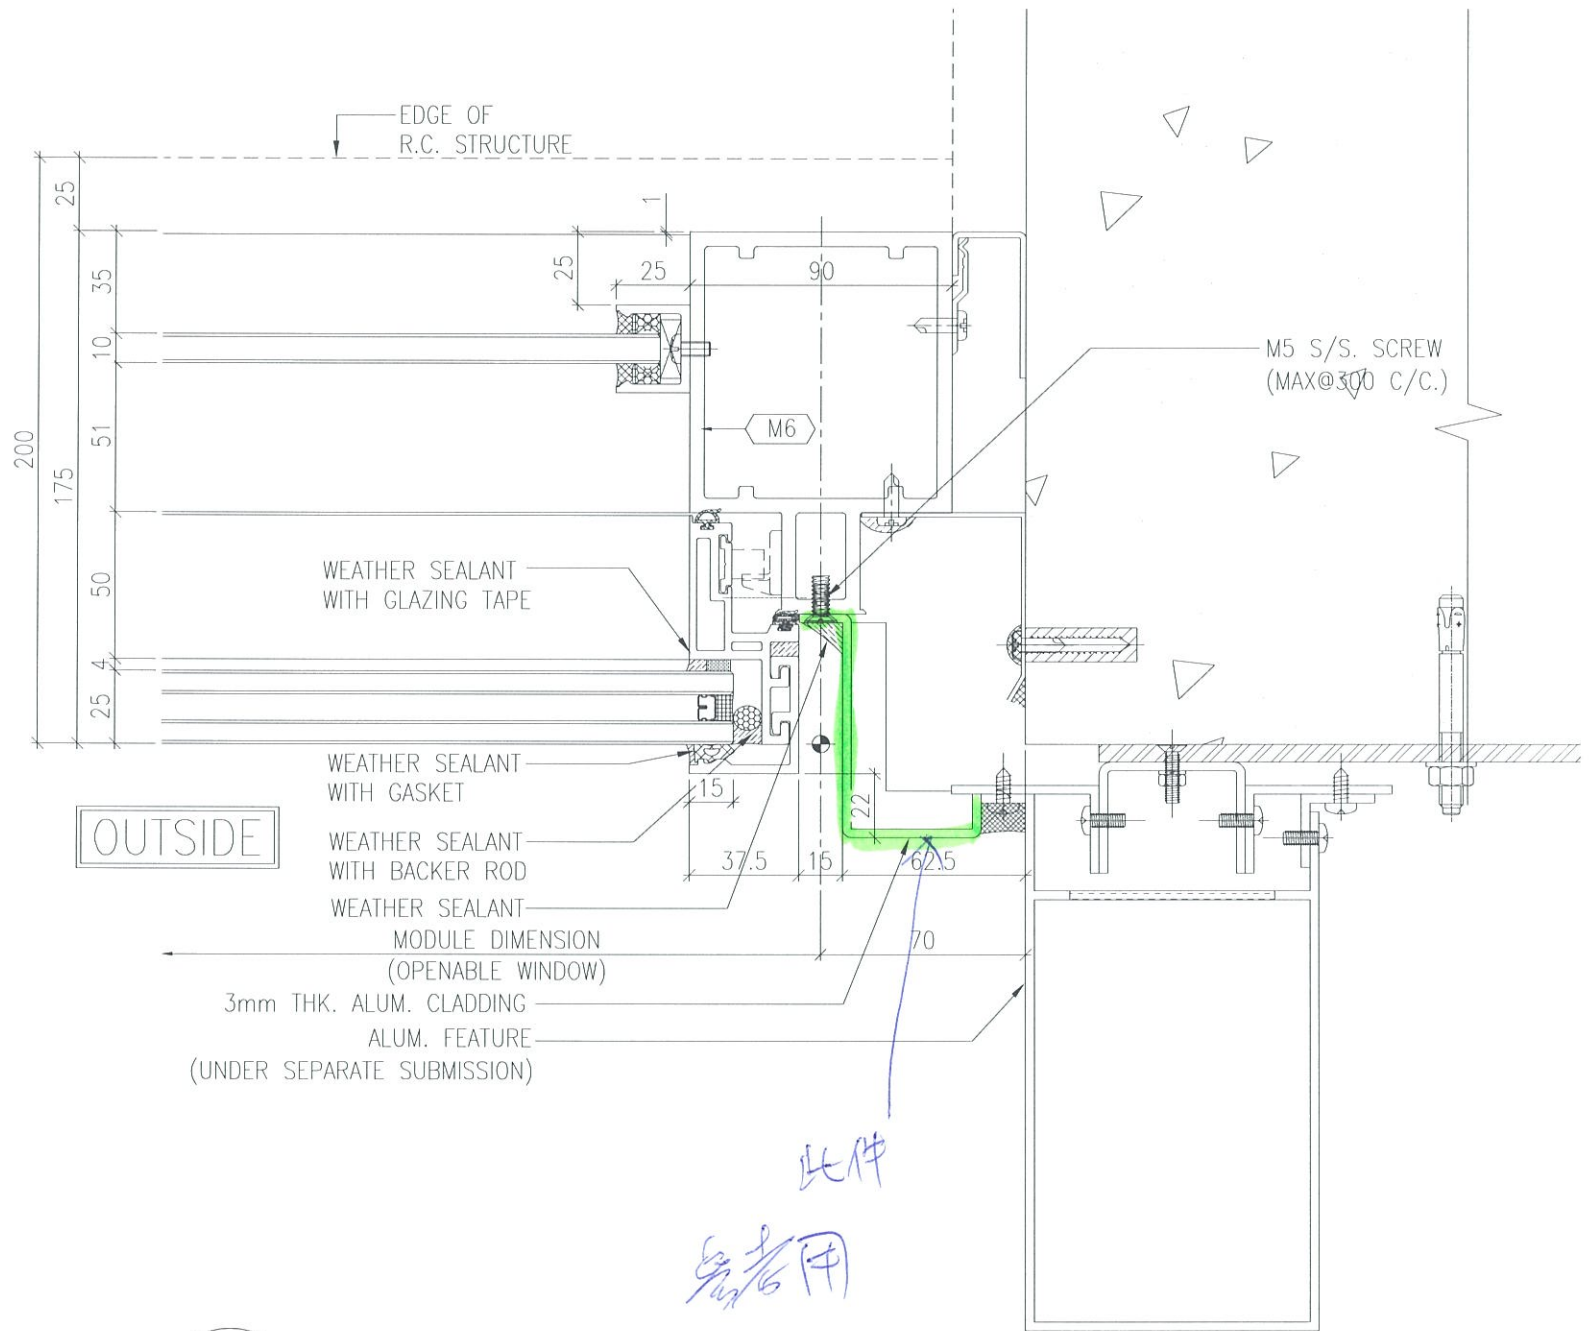 EDGE OF
R.C. STRUCTURE
25
1
200
175
35
25
25
90
10
M5 S/S. SCREW
(MAX@300 C/C.)
51
M6
50
WEATHER SEALANT
WITH GLAZING TAPE
4
25
WEATHER SEALANT
WITH GASKET
15
22
OUTSIDE
WEATHER SEALANT
WITH BACKER ROD
37.5
15
62.5
WEATHER SEALANT
MODULE DIMENSION
(OPENABLE WINDOW)
70
3mm THK. ALUM. CLADDING
ALUM. FEATURE
(UNDER SEPARATE SUBMISSION)
此件
參考用